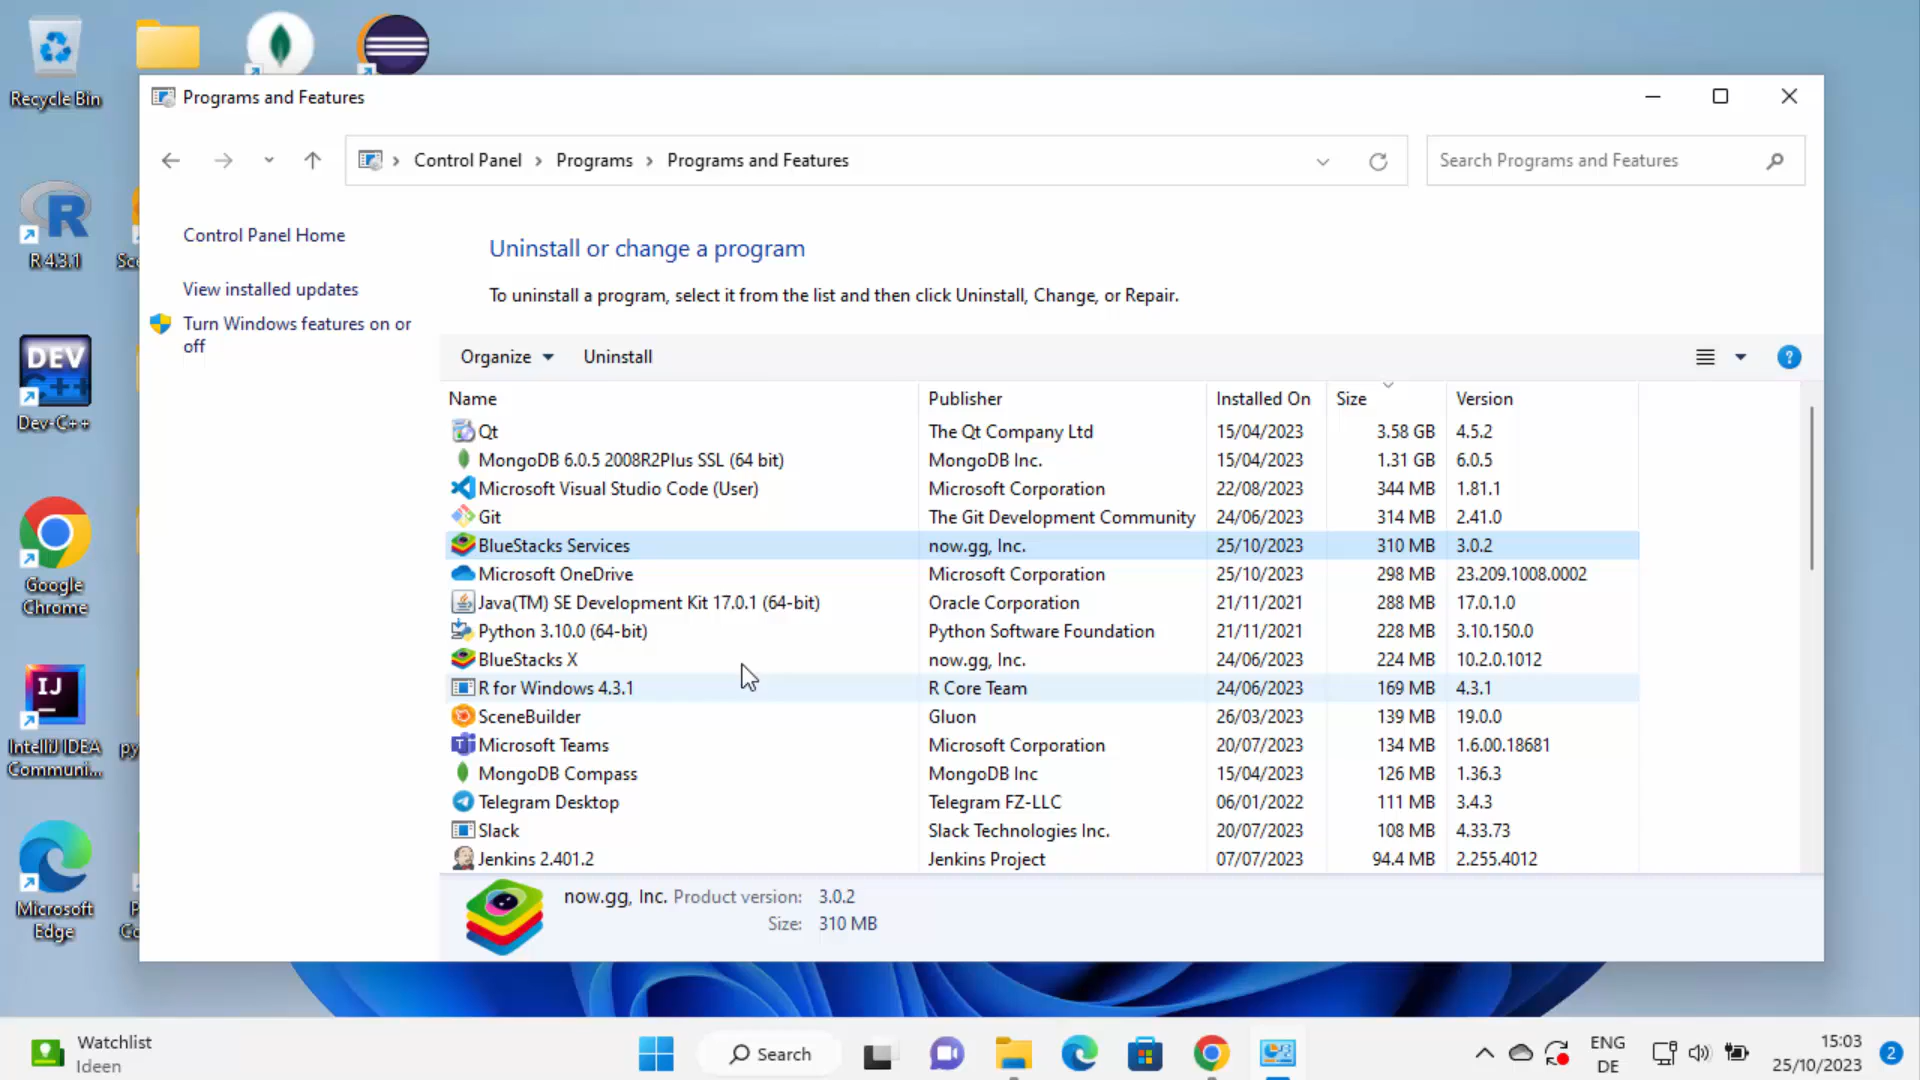 Recycle Bin
Programs and Features
Control Panel
Programs
Programs and Features
Search Programs and Features
R 4.3.1
Sce
DEV
C++
Dev-C++
Google
Chrome
IJ
IntelliJ IDEA
Communi...
py
Microsoft
Edge
P
Co
Control Panel Home
View installed updates
Turn Windows features on or
off
Uninstall or change a program
To uninstall a program, select it from the list and then click Uninstall, Change, or Repair.
Organize Uninstall
Name Publisher Installed On Size Version
Qt The Qt Company Ltd 15/04/2023 3.58 GB 4.5.2
MongoDB 6.0.5 2008R2Plus SSL (64 bit) MongoDB Inc. 15/04/2023 1.31 GB 6.0.5
Microsoft Visual Studio Code (User) Microsoft Corporation 22/08/2023 344 MB 1.81.1
Git The Git Development Community 24/06/2023 314 MB 2.41.0
BlueStacks Services now.gg, Inc. 25/10/2023 310 MB 3.0.2
Microsoft OneDrive Microsoft Corporation 25/10/2023 298 MB 23.209.1008.0002
Java(TM) SE Development Kit 17.0.1 (64-bit) Oracle Corporation 21/11/2021 288 MB 17.0.1.0
Python 3.10.0 (64-bit) Python Software Foundation 21/11/2021 228 MB 3.10.150.0
BlueStacks X now.gg, Inc. 24/06/2023 224 MB 10.2.0.1012
R for Windows 4.3.1 R Core Team 24/06/2023 169 MB 4.3.1
SceneBuilder Gluon 26/03/2023 139 MB 19.0.0
Microsoft Teams Microsoft Corporation 20/07/2023 134 MB 1.6.00.18681
MongoDB Compass MongoDB Inc 15/04/2023 126 MB 1.36.3
Telegram Desktop Telegram FZ-LLC 06/01/2022 111 MB 3.4.3
Slack Slack Technologies Inc. 20/07/2023 108 MB 4.33.73
Jenkins 2.401.2 Jenkins Project 07/07/2023 94.4 MB 2.255.4012
now.gg, Inc. Product version: 3.0.2
Size: 310 MB
Watchlist
Ideen
Search
ENG
DE
15:03
25/10/2023
2